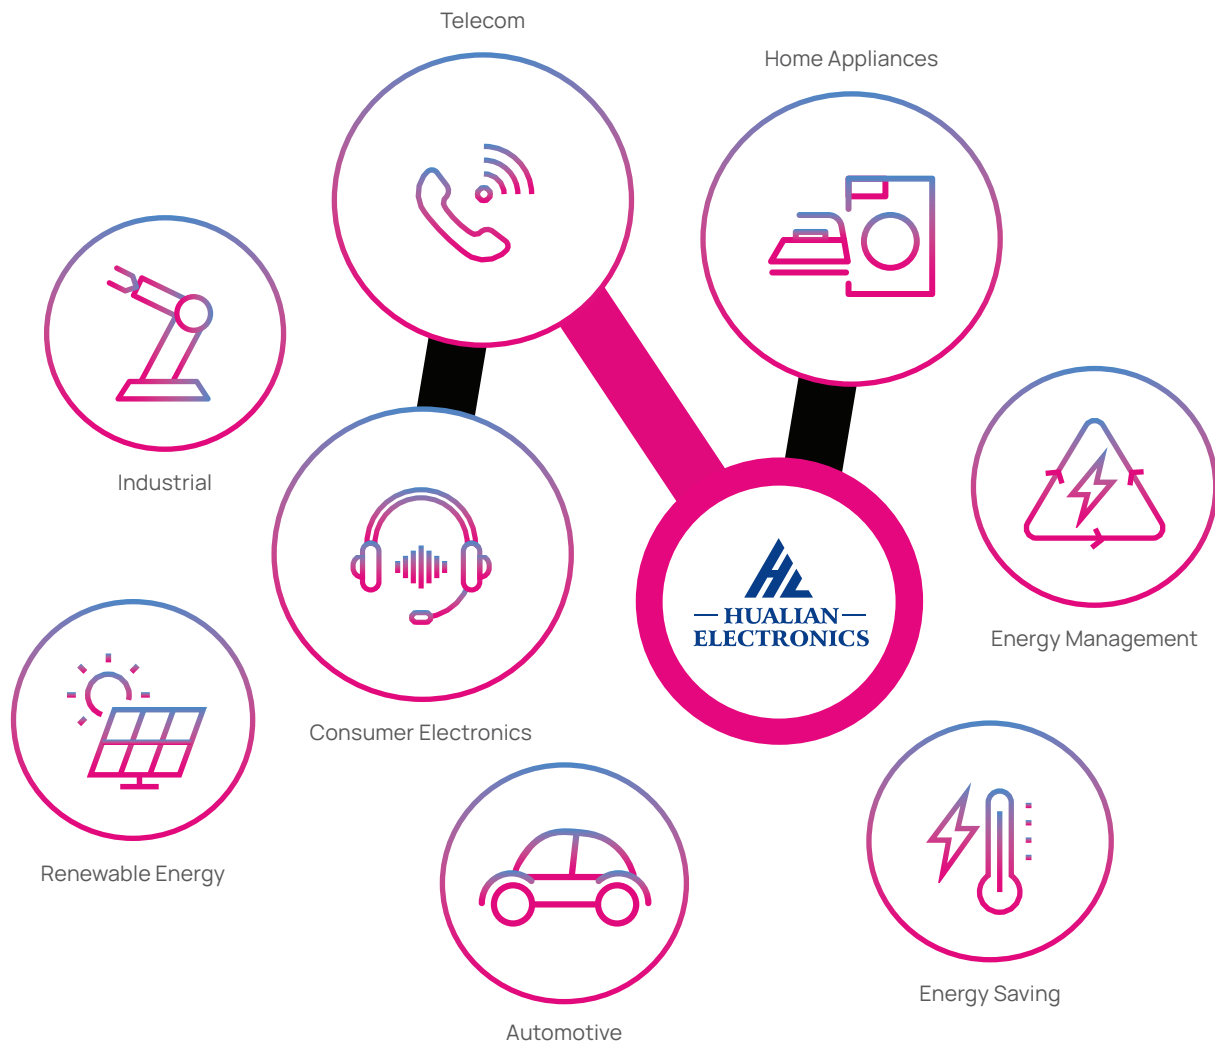 Telecom
Home Appliances
Industrial
HUALIAN
ELECTRONICS
Energy Management
Consumer Electronics
Renewable Energy
Energy Saving
Automotive